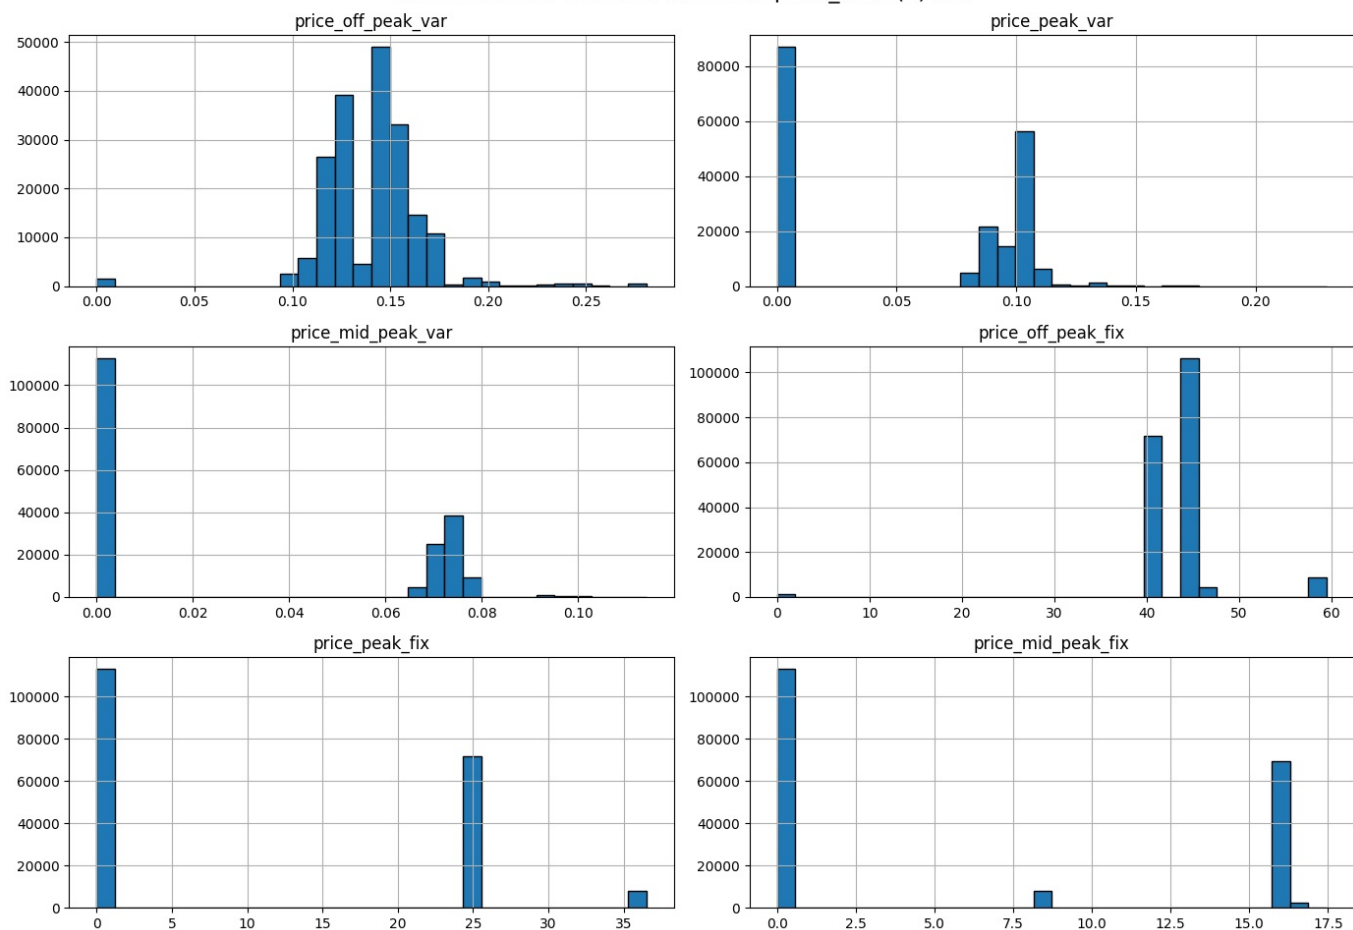 price_off_peak_var
50000
40000
30000
20000
10000
0
0.00 0.05 0.10 0.15 0.20 0.25
price_peak_var
80000
60000
40000
20000
0
0.00 0.05 0.10 0.15 0.20
price_mid_peak_var
100000
80000
60000
40000
20000
0
0.00 0.02 0.04 0.06 0.08 0.10
price_off_peak_fix
100000
80000
60000
40000
20000
0
0 10 20 30 40 50 60
price_peak_fix
100000
80000
60000
40000
20000
0
0 5 10 15 20 25 30 35
price_mid_peak_fix
100000
80000
60000
40000
20000
0
0.0 2.5 5.0 7.5 10.0 12.5 15.0 17.5